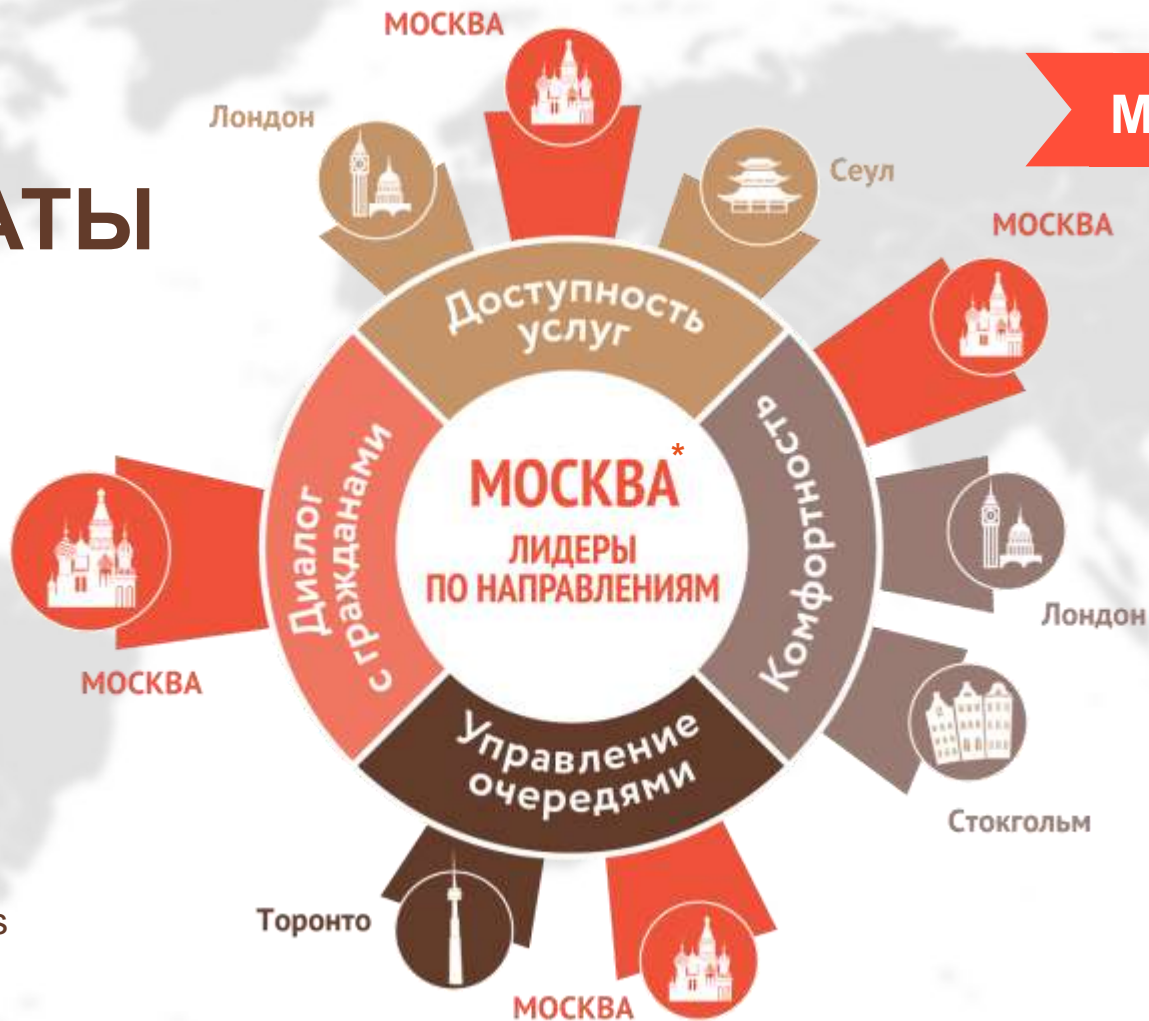 МОСКВА
М
Лондон
Сеул
АТЫ
МОСКВА
Доступность
услуг
Диалог
с гражданами
Комфортность
МОСКВА*
ЛИДЕРЫ
ПО НАПРАВЛЕНИЯМ
Лондон
МОСКВА
Управление
очередями
Стокгольм
s
Торонто
МОСКВА